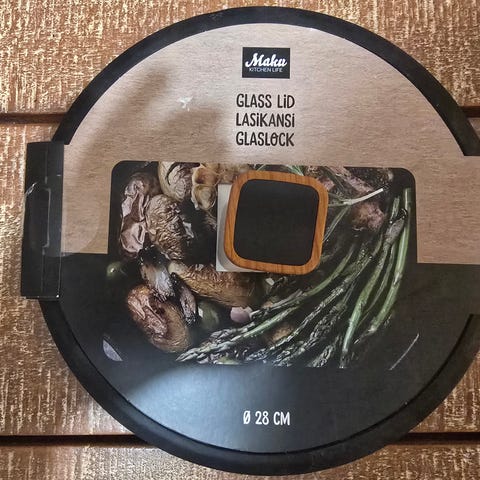 Maku
KITCHEN LIFE
GLASS LID
LASIKANSI
GLASLOCK
Ø 28 CM